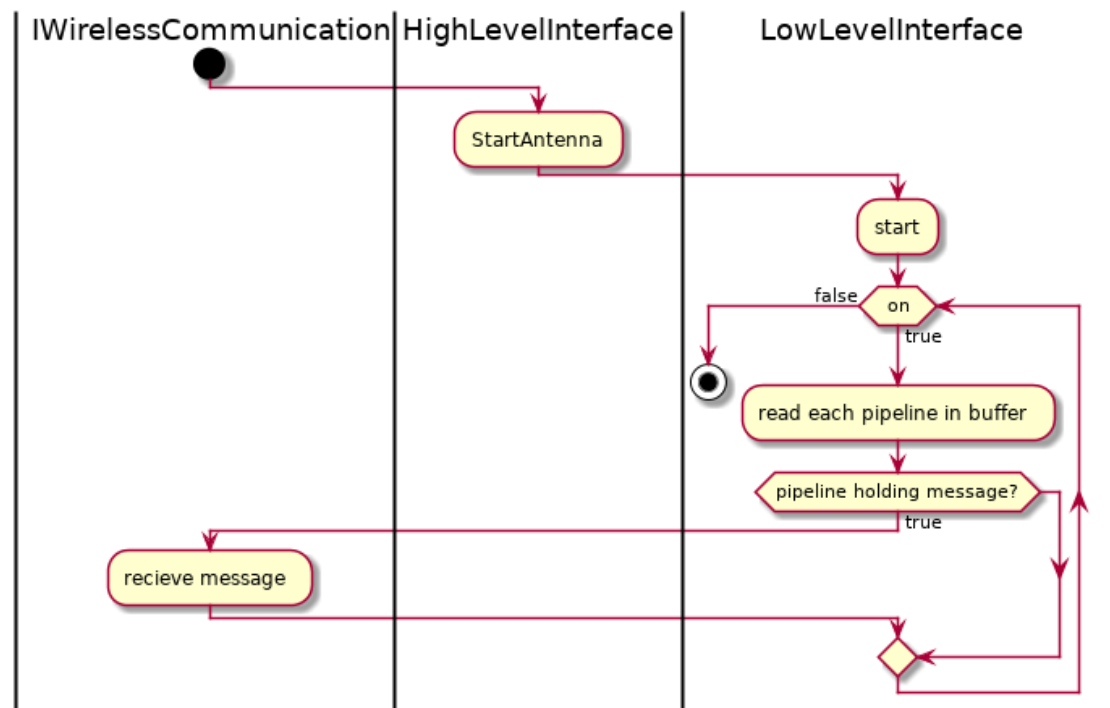 IWirelessCommunication
HighLevelInterface
LowLevelInterface
StartAntenna
start
false
on
true
read each pipeline in buffer
pipeline holding message?
true
recieve message